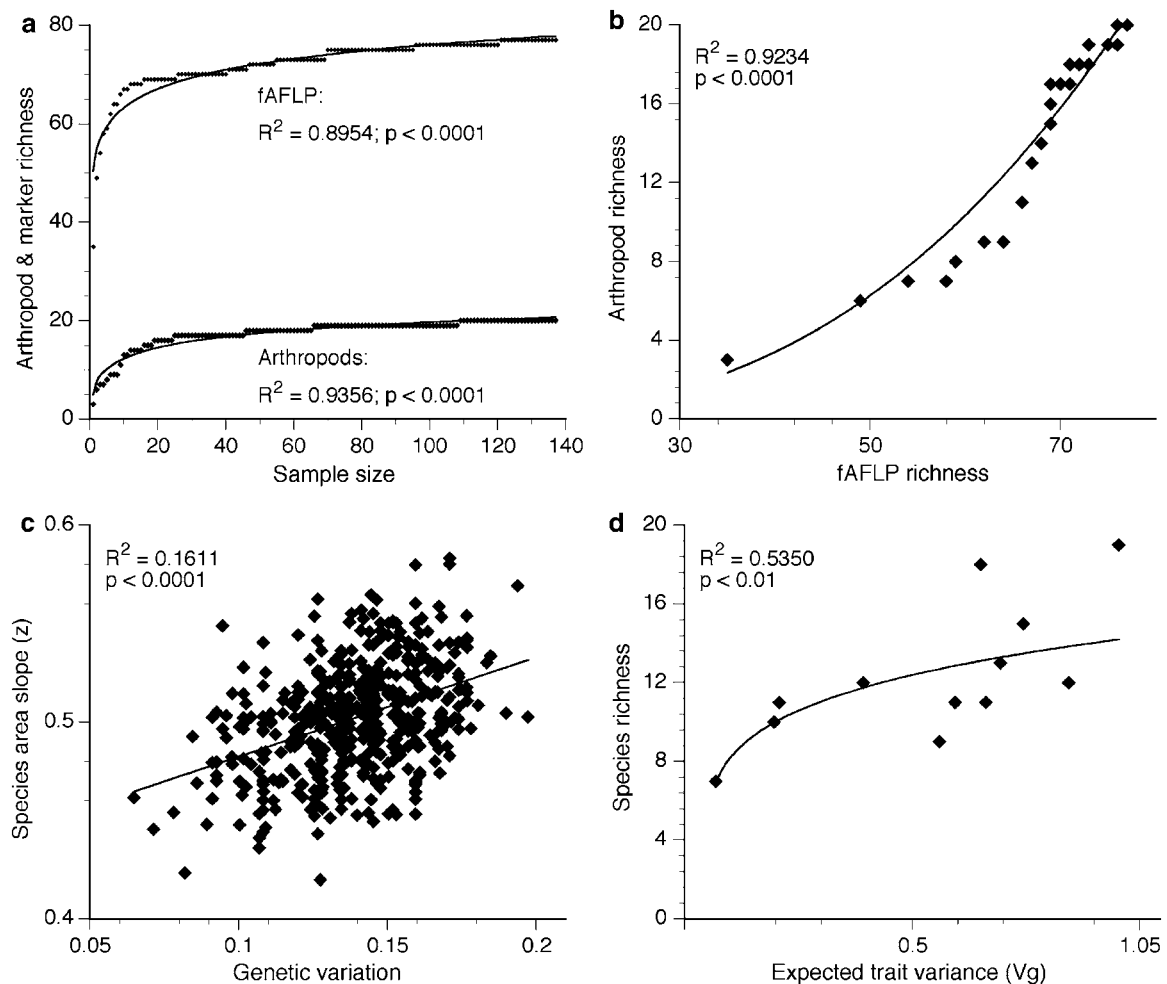 a
80
60
40
20
0
Arthropod & marker richness
fAFLP:
R² = 0.8954; p < 0.0001
Arthropods:
R² = 0.9356; p < 0.0001
0 20 40 60 80 100 120 140
Sample size
b
20
16
12
8
4
0
Arthropod richness
R² = 0.9234
p < 0.0001
30 50 70
fAFLP richness
c
0.6
0.5
0.4
Species area slope (z)
R² = 0.1611
p < 0.0001
0.05 0.1 0.15 0.2
Genetic variation
d
20
16
12
8
4
0
Species richness
R² = 0.5350
p < 0.01
0.5 1.05
Expected trait variance (Vg)